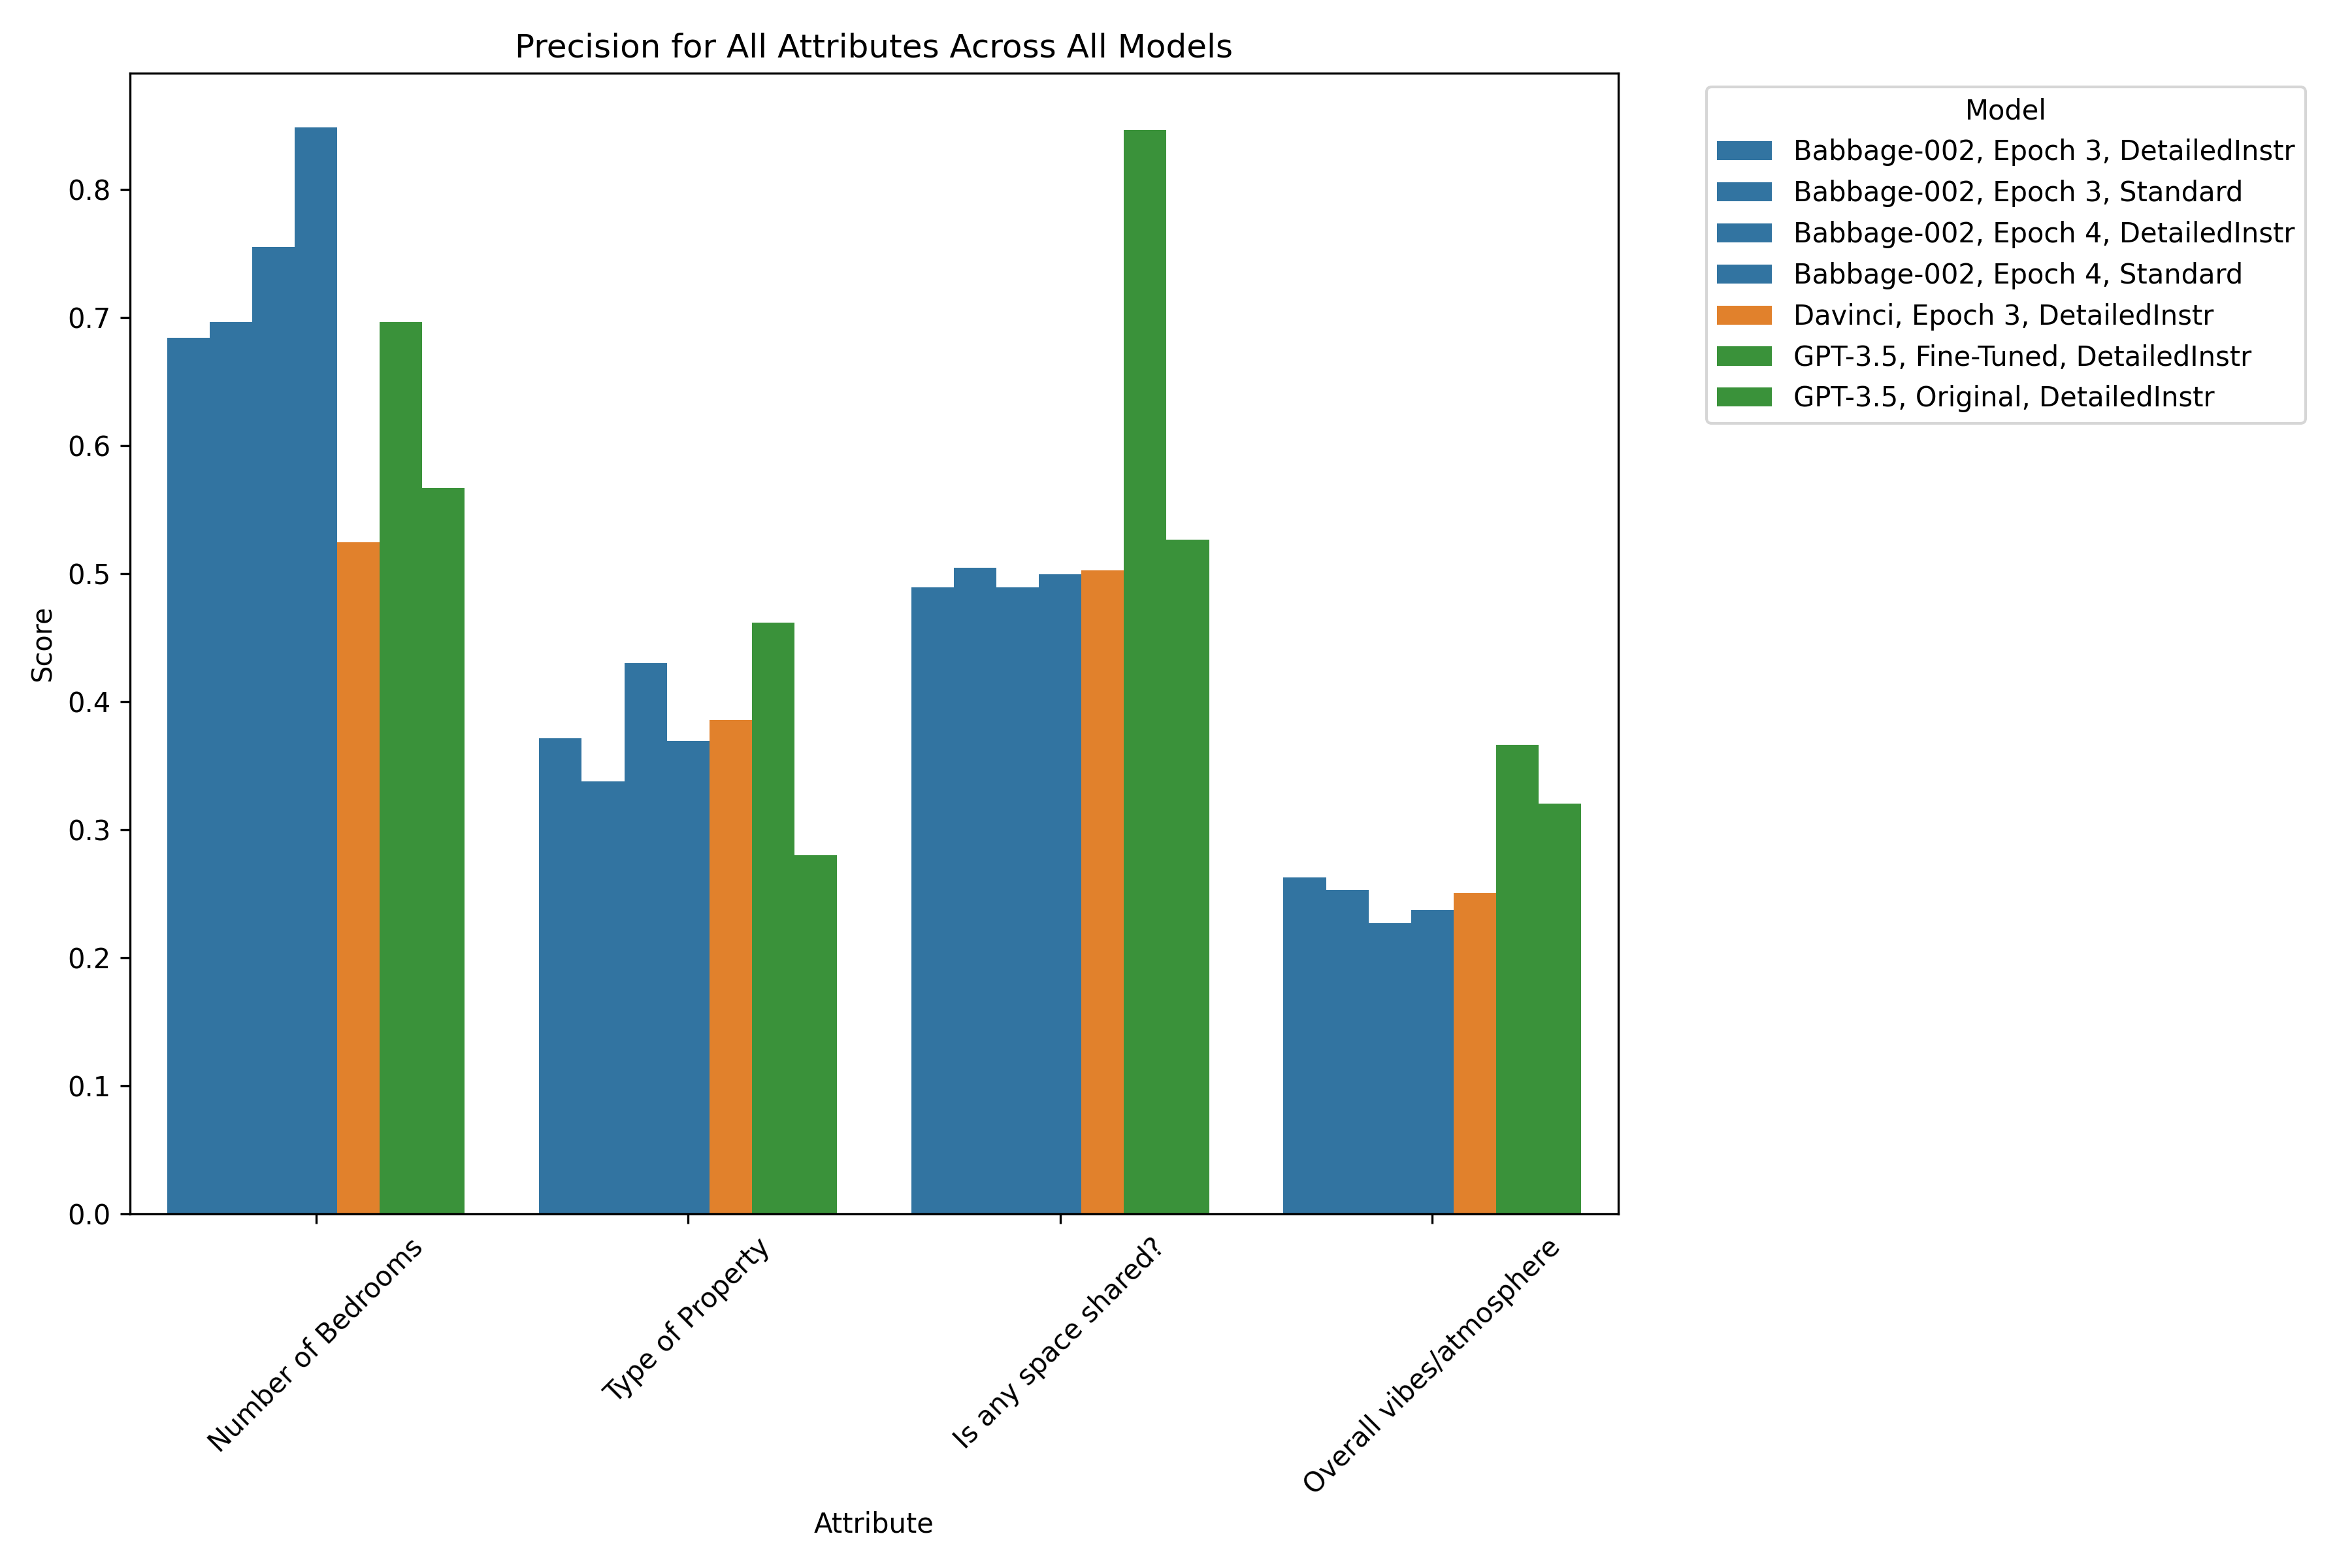 Precision for All Attributes Across All Models
Score
0.8
0.7
0.6
0.5
0.4
0.3
0.2
0.1
0.0
Number of Bedrooms
Type of Property
Is any space shared?
Overall vibes/atmosphere
Attribute
Model
Babbage-002, Epoch 3, DetailedInstr
Babbage-002, Epoch 3, Standard
Babbage-002, Epoch 4, DetailedInstr
Babbage-002, Epoch 4, Standard
Davinci, Epoch 3, DetailedInstr
GPT-3.5, Fine-Tuned, DetailedInstr
GPT-3.5, Original, DetailedInstr